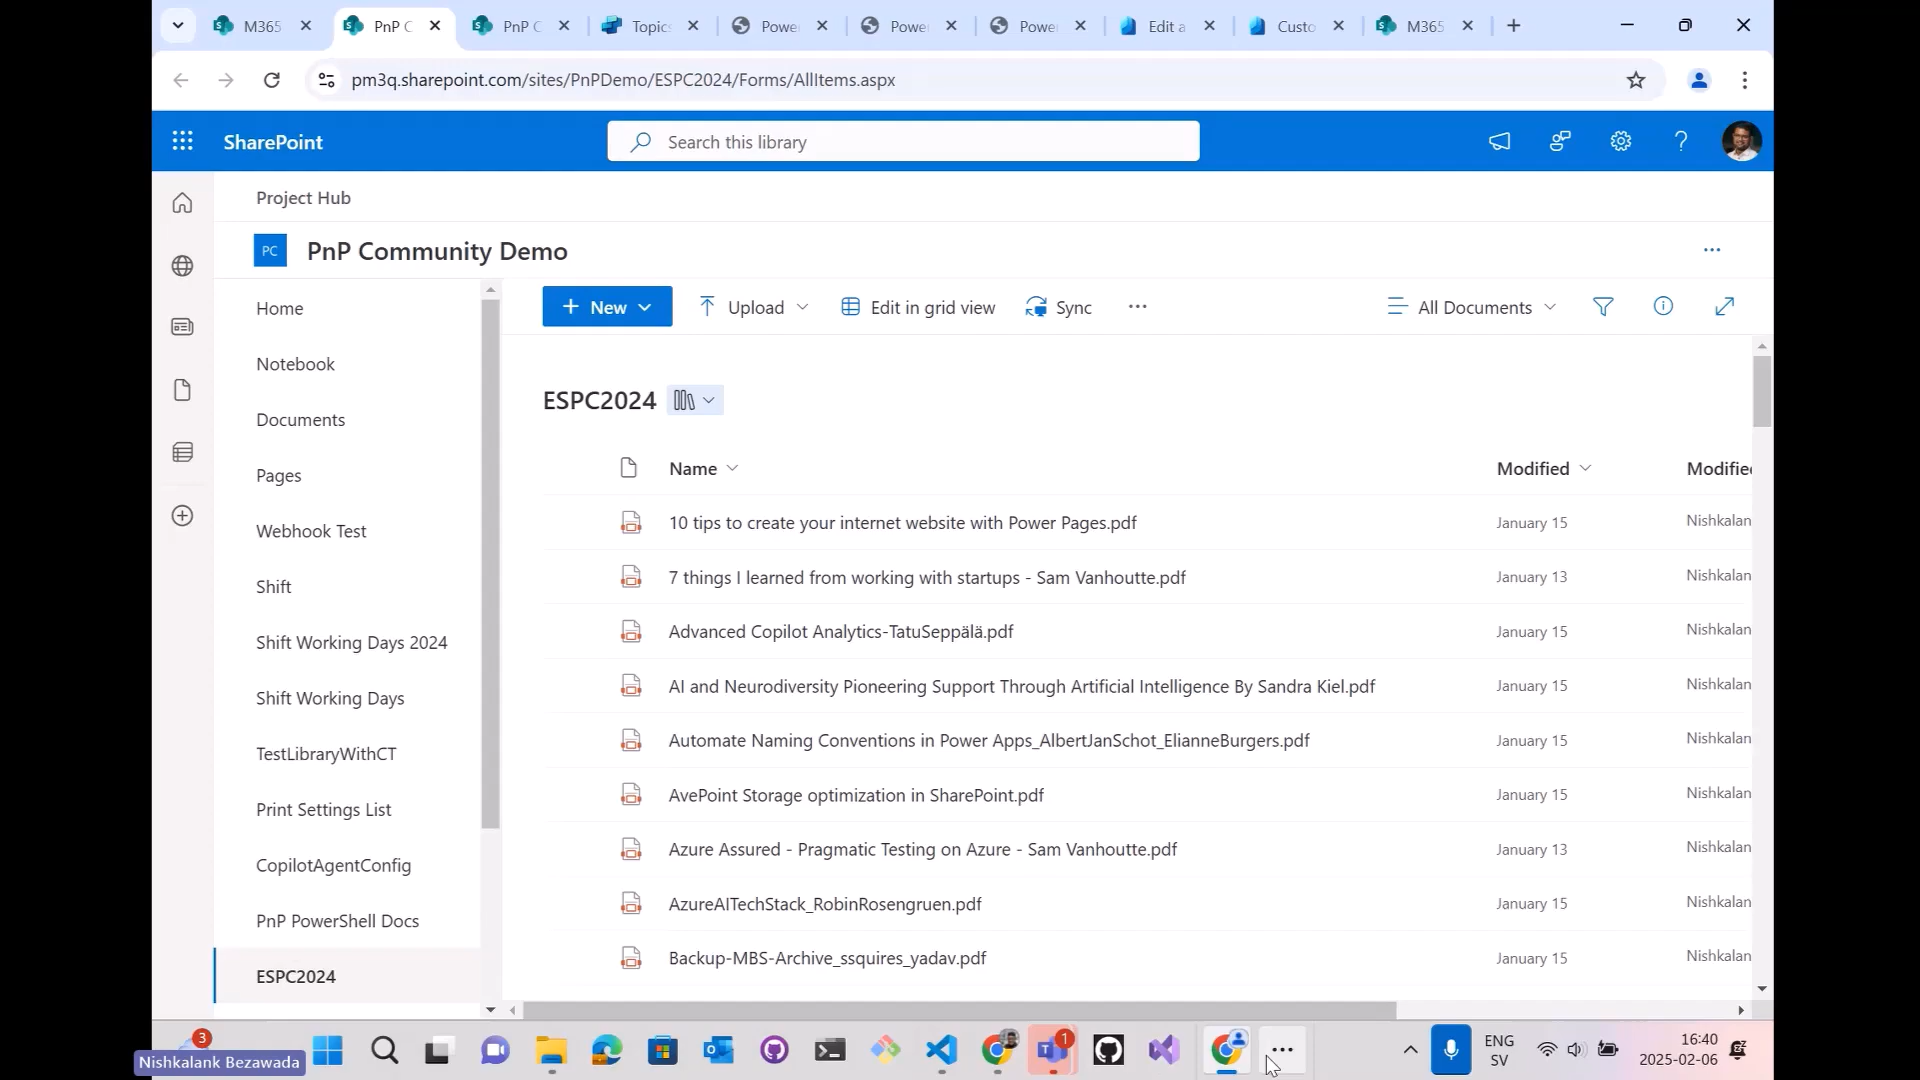 M365
PnP C
PnP C
Topics
Power
Power
Power
Edit a
Custo
M365
pm3q.sharepoint.com/sites/PnPDemo/ESPC2024/Forms/AllItems.aspx
SharePoint
Search this library
Project Hub
PC
PnP Community Demo
Home
Notebook
Documents
Pages
Webhook Test
Shift
Shift Working Days 2024
Shift Working Days
TestLibraryWithCT
Print Settings List
CopilotAgentConfig
PnP PowerShell Docs
ESPC2024
New
Upload
Edit in grid view
Sync
All Documents
ESPC2024
Name
Modified
Modified
10 tips to create your internet website with Power Pages.pdf
January 15
Nishkalan
7 things I learned from working with startups - Sam Vanhoutte.pdf
January 13
Nishkalan
Advanced Copilot Analytics-TatuSeppälä.pdf
January 15
Nishkalan
AI and Neurodiversity Pioneering Support Through Artificial Intelligence By Sandra Kiel.pdf
January 15
Nishkalan
Automate Naming Conventions in Power Apps_AlbertJanSchot_ElianneBurgers.pdf
January 15
Nishkalan
AvePoint Storage optimization in SharePoint.pdf
January 15
Nishkalan
Azure Assured - Pragmatic Testing on Azure - Sam Vanhoutte.pdf
January 13
Nishkalan
AzureAITechStack_RobinRosengruen.pdf
January 15
Nishkalan
Backup-MBS-Archive_ssquires_yadav.pdf
January 15
Nishkalan
3
Nishkalank Bezawada
1
ENG
SV
16:40
2025-02-06